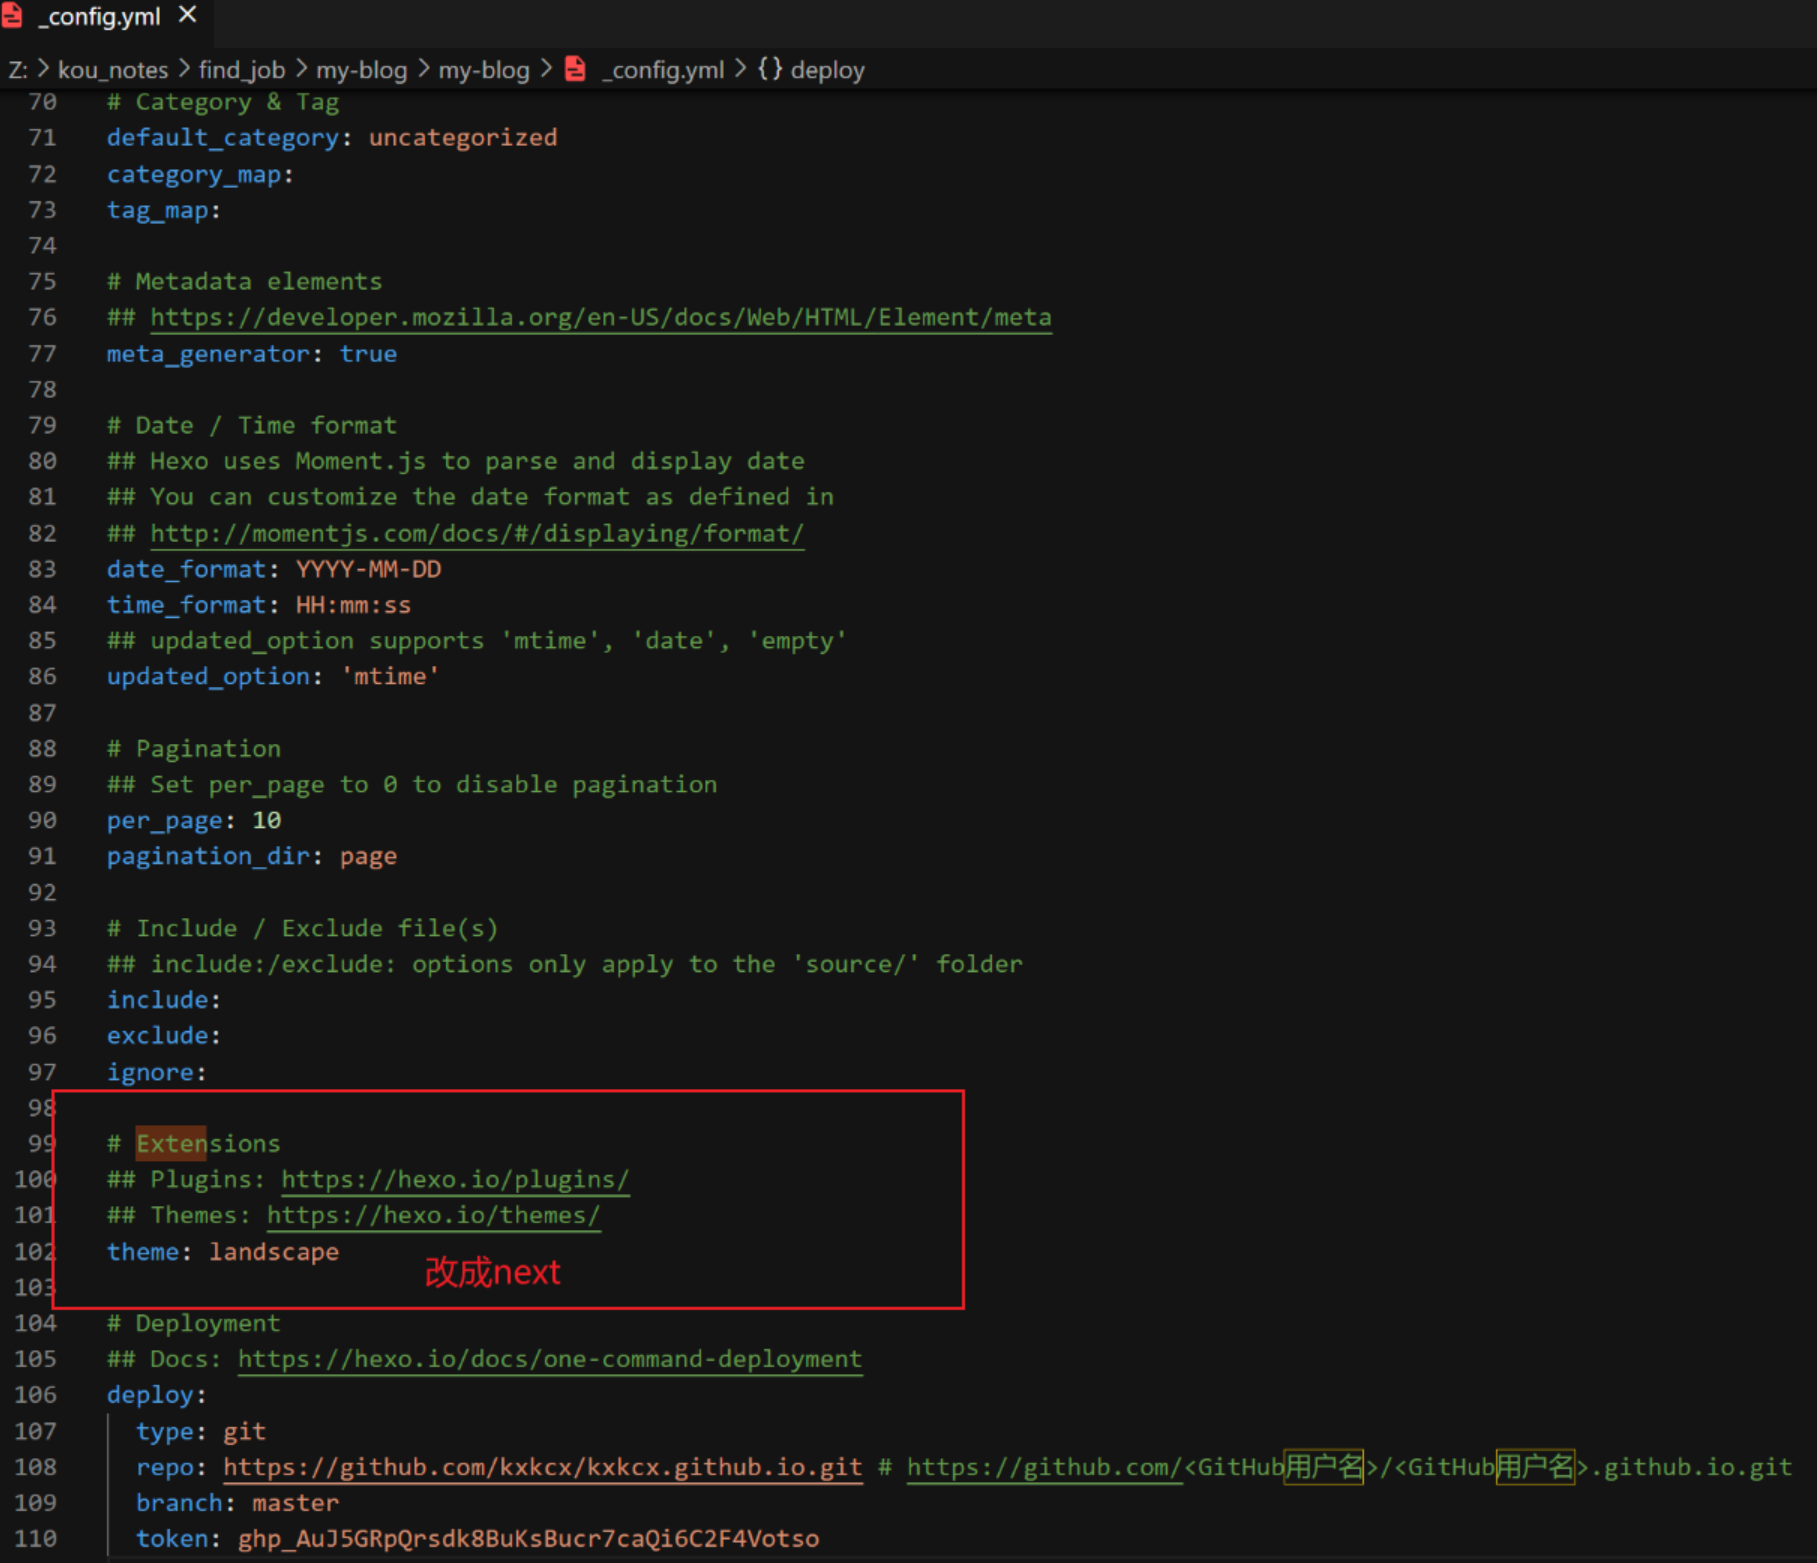 _config.yml ×
Z: > kou_notes > find_job > my-blog > my-blog > _config.yml > {} deploy
70 # Category & Tag
71 default_category: uncategorized
72 category_map:
73 tag_map:
74
75 # Metadata elements
76 ## https://developer.mozilla.org/en-US/docs/Web/HTML/Element/meta
77 meta_generator: true
78
79 # Date / Time format
80 ## Hexo uses Moment.js to parse and display date
81 ## You can customize the date format as defined in
82 ## http://momentjs.com/docs/#/displaying/format/
83 date_format: YYYY-MM-DD
84 time_format: HH:mm:ss
85 ## updated_option supports 'mtime', 'date', 'empty'
86 updated_option: 'mtime'
87
88 # Pagination
89 ## Set per_page to 0 to disable pagination
90 per_page: 10
91 pagination_dir: page
92
93 # Include / Exclude file(s)
94 ## include:/exclude: options only apply to the 'source/' folder
95 include:
96 exclude:
97 ignore:
98
99 # Extensions
100 ## Plugins: https://hexo.io/plugins/
101 ## Themes: https://hexo.io/themes/
102 theme: landscape
改成next
103
104 # Deployment
105 ## Docs: https://hexo.io/docs/one-command-deployment
106 deploy:
107 type: git
108 repo: https://github.com/kxkcx/kxkcx.github.io.git # https://github.com/<GitHub用户名>/<GitHub用户名>.github.io.git
109 branch: master
110 token: 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